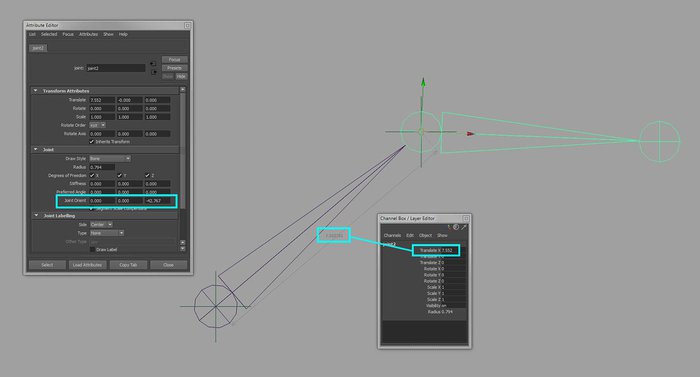 Attribute Editor
List Selected Focus Attributes Show Help
joint2
joint: joint2
Focus
Presets
Show Hide
Transform Attributes
Translate 7.552 -0.000 0.000
Rotate 0.000 0.000 0.000
Scale 1.000 1.000 1.000
Rotate Order xyz
Rotate Axis 0.000 0.000 0.000
Inherits Transform
Joint
Draw Style Bone
Radius 0.794
Degrees of Freedom X Y Z
Stiffness 0.000 0.000 0.000
Preferred Angle 0.000 0.000 0.000
Joint Orient 0.000 0.000 -42.767
Segment Scale Compensate
Joint Labelling
Side Center
Type None
Other Type
Draw Label
Select Load Attributes Copy Tab Close
Channel Box / Layer Editor
Channels Edit Object Show
joint2
Translate X 7.552
Translate Y 0
Translate Z 0
Rotate X 0
Rotate Y 0
Rotate Z 0
Scale X 1
Scale Y 1
Scale Z 1
Visibility on
Radius 0.794